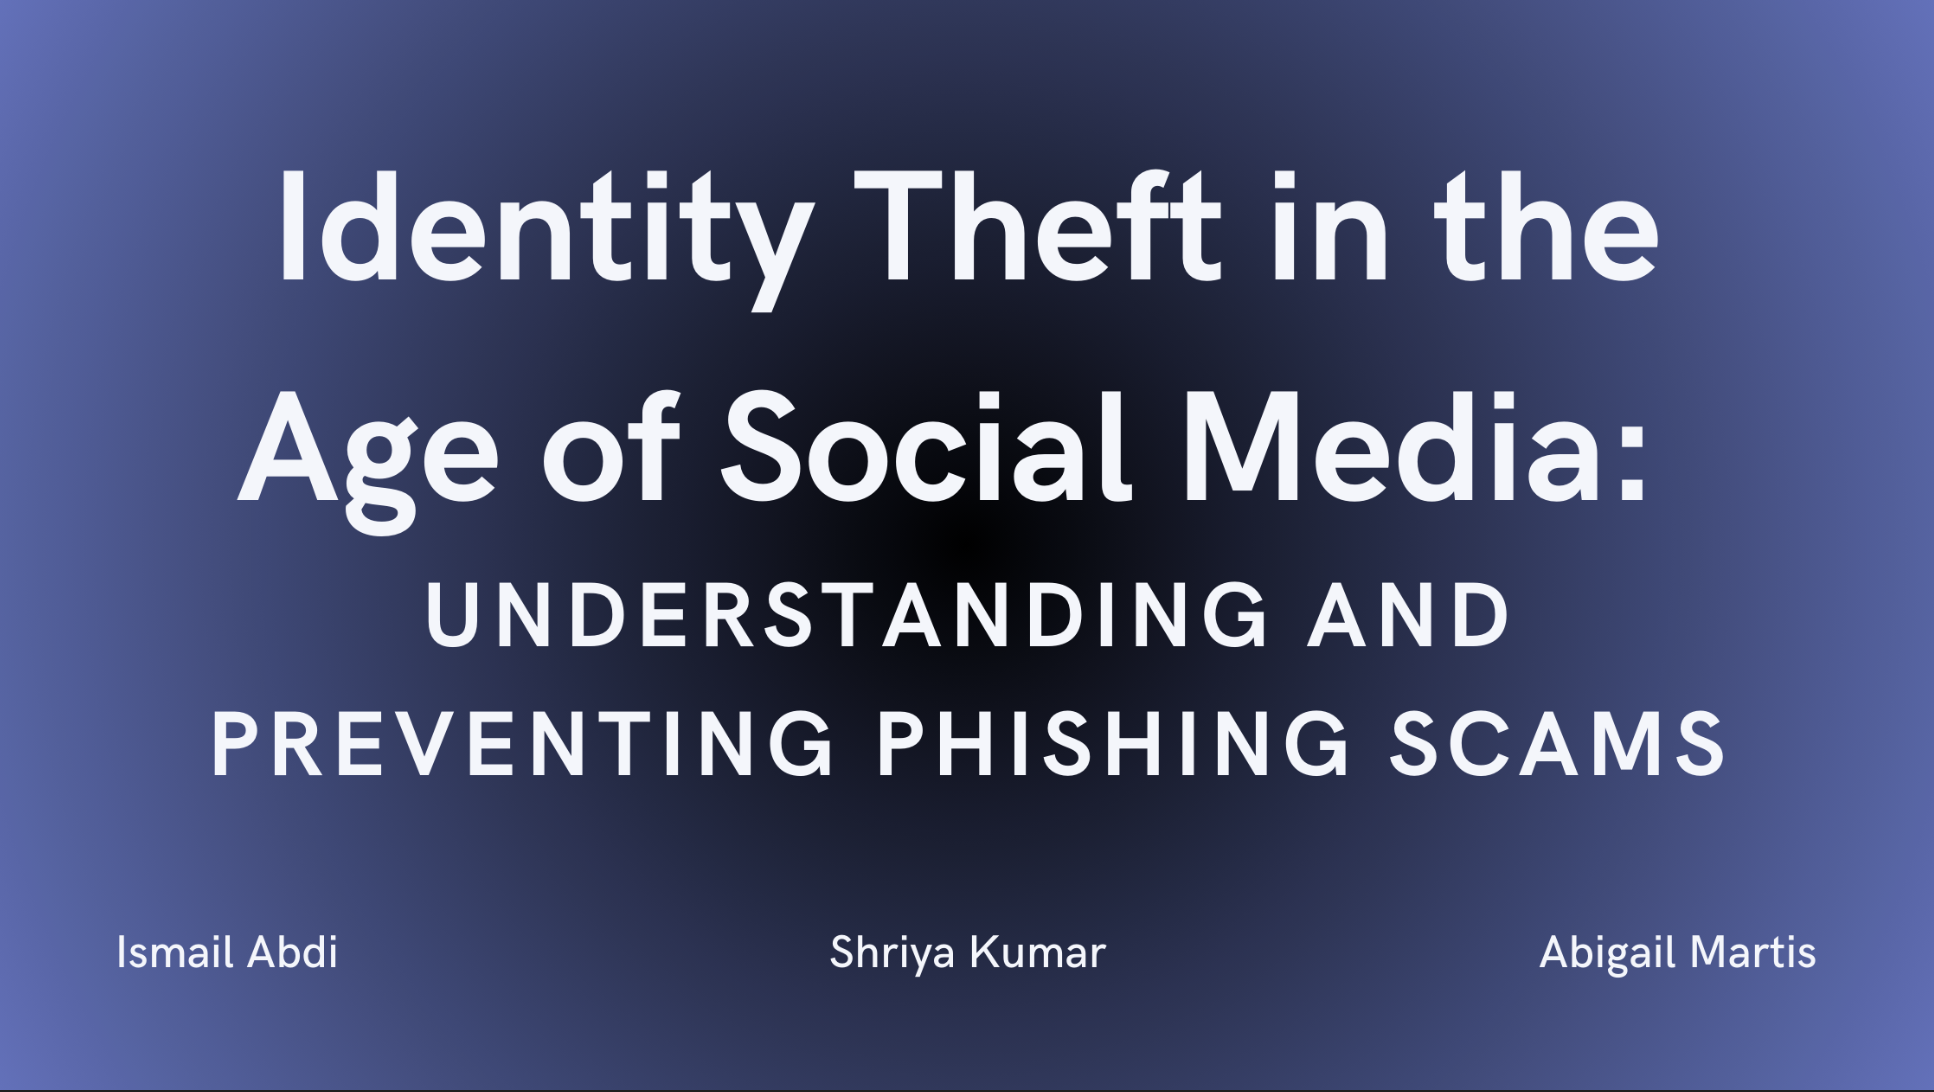 Identity Theft in the
Age of Social Media:
UNDERSTANDING AND
PREVENTING PHISHING SCAMS
Ismail Abdi
Shriya Kumar
Abigail Martis